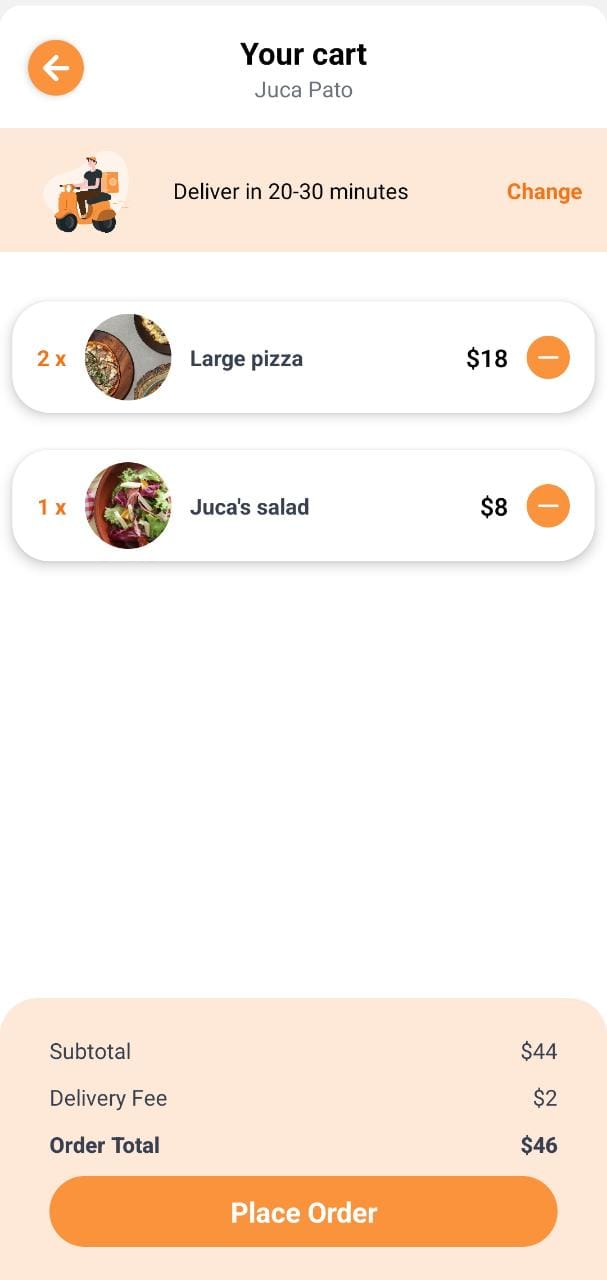 Your cart
Juca Pato
Deliver in 20-30 minutes Change
2 x Large pizza $18
1 x Juca's salad $8
Subtotal $44
Delivery Fee $2
Order Total $46
Place Order